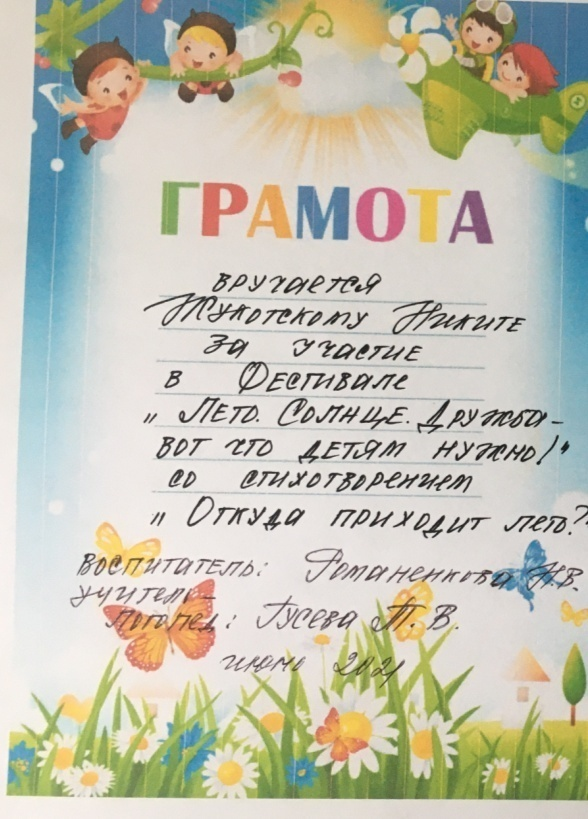 ГРАМОТА
вручается
Жукотскому Никите
за участие
в Фестивале
„Лето. Солнце. Дружба-
вот что детям нужно!"
со стихотворением
„Откуда приходит лето?"
Воспитатель: Романенкова Н.В.
Учитель-
логопед: Гусева Т.В.
июнь 2021